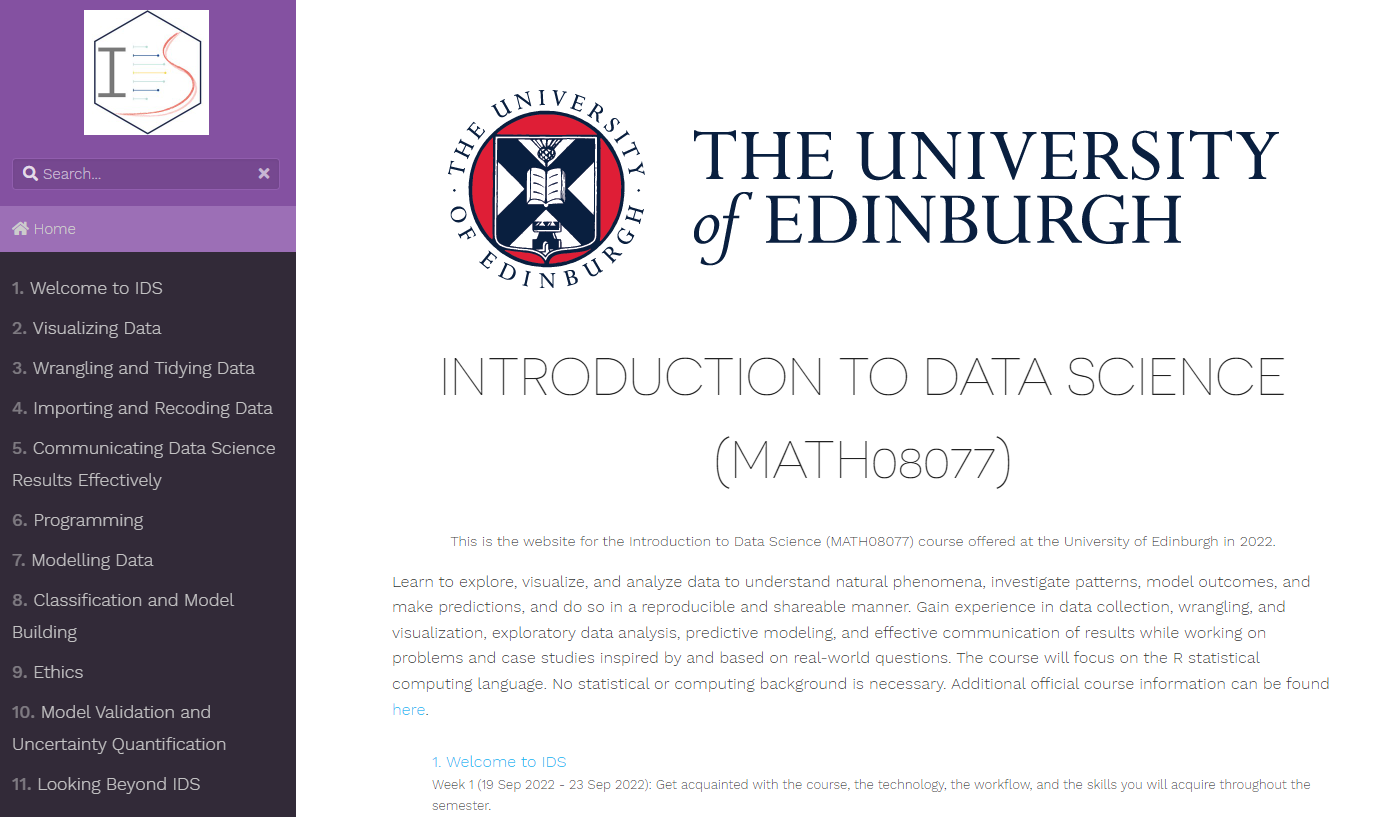 IDS
Search...
Home
1. Welcome to IDS
2. Visualizing Data
3. Wrangling and Tidying Data
4. Importing and Recoding Data
5. Communicating Data Science
Results Effectively
6. Programming
7. Modelling Data
8. Classification and Model
Building
9. Ethics
10. Model Validation and
Uncertainty Quantification
11. Looking Beyond IDS
THE UNIVERSITY
· OF EDINBURGH ·
THE UNIVERSITY
of EDINBURGH
INTRODUCTION TO DATA SCIENCE
(MATH08077)
This is the website for the Introduction to Data Science (MATH08077) course offered at the University of Edinburgh in 2022.
Learn to explore, visualize, and analyze data to understand natural phenomena, investigate patterns, model outcomes, and
make predictions, and do so in a reproducible and shareable manner. Gain experience in data collection, wrangling, and
visualization, exploratory data analysis, predictive modeling, and effective communication of results while working on
problems and case studies inspired by and based on real-world questions. The course will focus on the R statistical
computing language. No statistical or computing background is necessary. Additional official course information can be found
here.
1. Welcome to IDS
Week 1 (19 Sep 2022 - 23 Sep 2022): Get acquainted with the course, the technology, the workflow, and the skills you will acquire throughout the
semester.